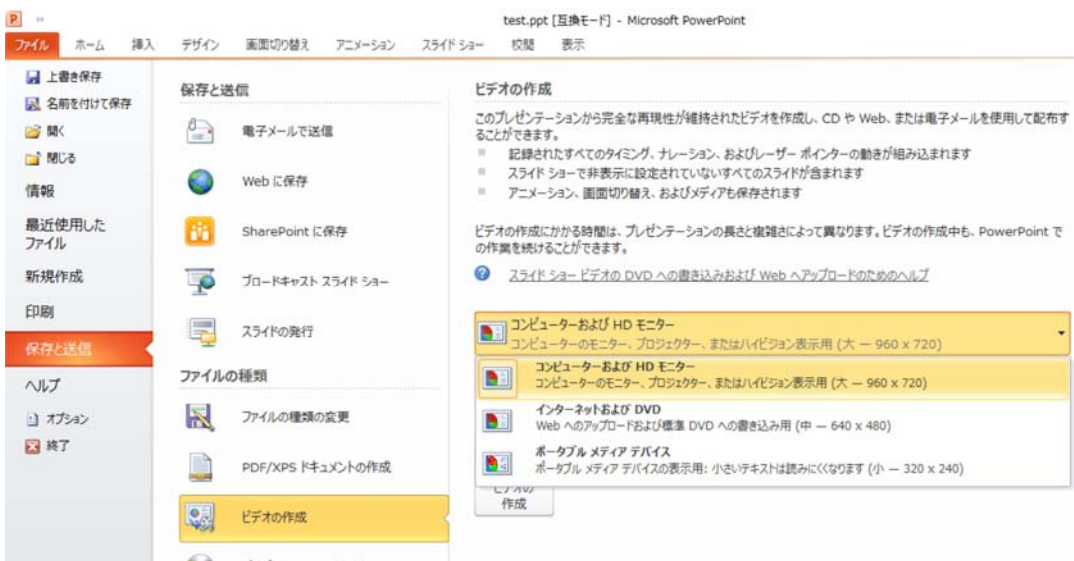 test.ppt [互換モード] - Microsoft PowerPoint
ファイル ホーム 挿入 デザイン 画面切り替え アニメーション スライド ショー 校閲 表示
上書き保存
名前を付けて保存
開く
閉じる
情報
最近使用した
ファイル
新規作成
印刷
保存と送信
ヘルプ
オプション
終了
保存と送信
電子メールで送信
Web に保存
SharePoint に保存
ブロードキャスト スライド ショー
スライドの発行
ファイルの種類
ファイルの種類の変更
PDF/XPS ドキュメントの作成
ビデオの作成
ビデオの作成
このプレゼンテーションから完全な再現性が維持されたビデオを作成し、CD や Web、または電子メールを使用して配布す
ることができます。
記録されたすべてのタイミング、ナレーション、およびレーザー ポインターの動きが組み込まれます
スライド ショーで非表示に設定されていないすべてのスライドが含まれます
アニメーション、画面切り替え、およびメディアも保存されます
ビデオの作成にかかる時間は、プレゼンテーションの長さと複雑さによって異なります。ビデオの作成中も、PowerPoint で
の作業を続けることができます。
スライド ショー ビデオの DVD への書き込みおよび Web へアップロードのためのヘルプ
コンピューターおよび HD モニター
コンピューターのモニター、プロジェクター、またはハイビジョン表示用 (大 — 960 x 720)
コンピューターおよび HD モニター
コンピューターのモニター、プロジェクター、またはハイビジョン表示用 (大 — 960 x 720)
インターネットおよび DVD
Web へのアップロードおよび標準 DVD への書き込み用 (中 — 640 x 480)
ポータブル メディア デバイス
ポータブル メディア デバイスの表示用: 小さいテキストは読みにくくなります (小 — 320 x 240)
ビデオの
作成